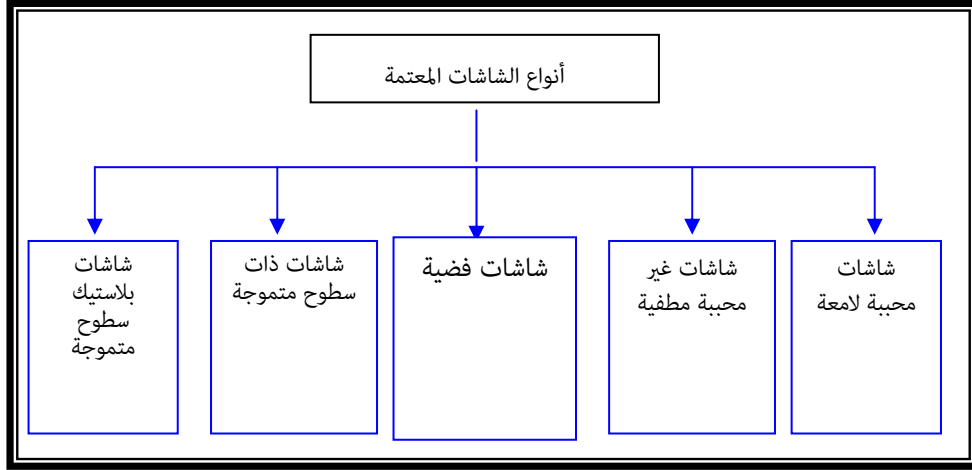 أنواع الشاشات المعتمة
شاشات
محببة لامعة
شاشات غير
محببة مطفية
شاشات فضية
شاشات ذات
سطوح متموجة
شاشات
بلاستيك
سطوح
متموجة